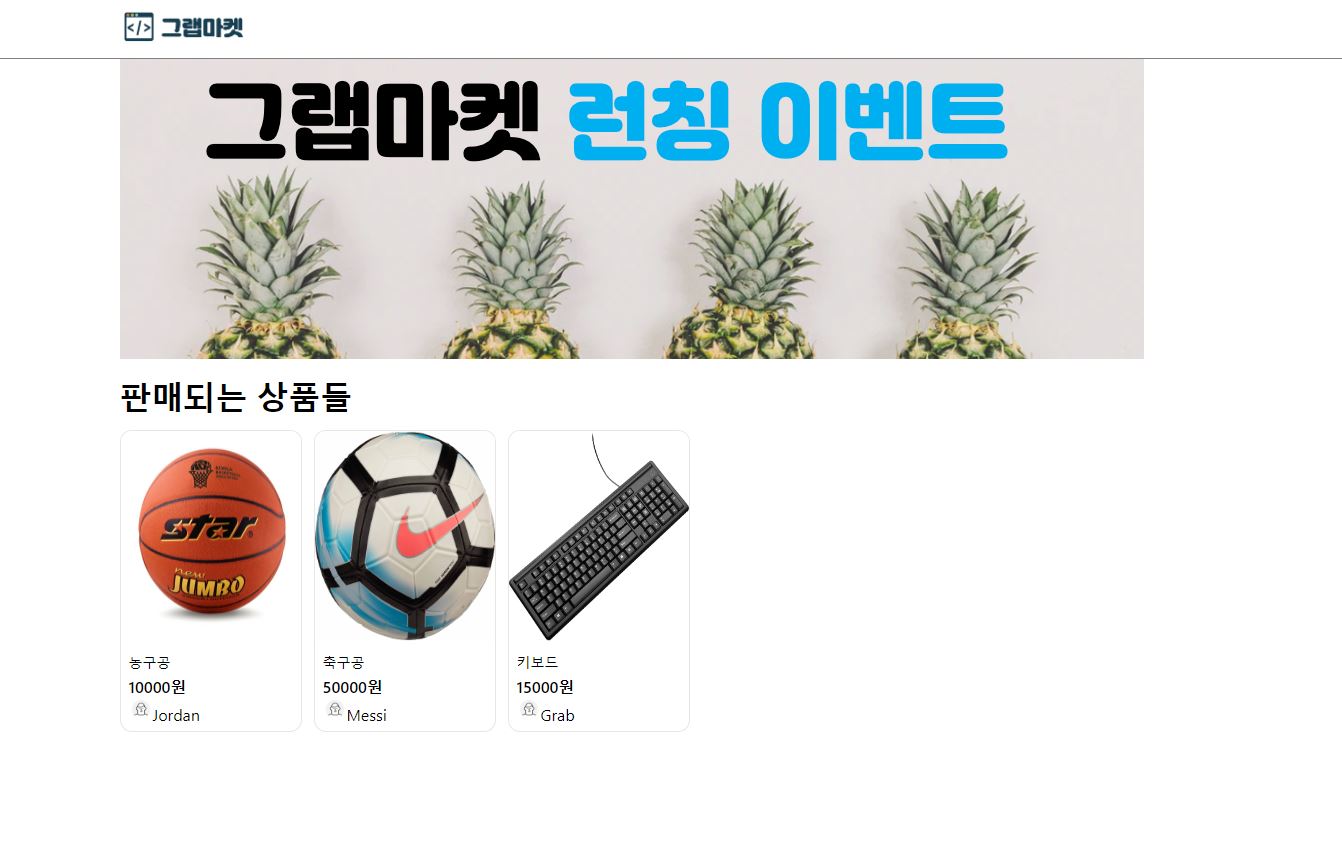 </> 그랩마켓
그랩마켓 런칭 이벤트
판매되는 상품들
star
new
JUMBO
농구공
10000원
Jordan
축구공
50000원
Messi
키보드
15000원
Grab